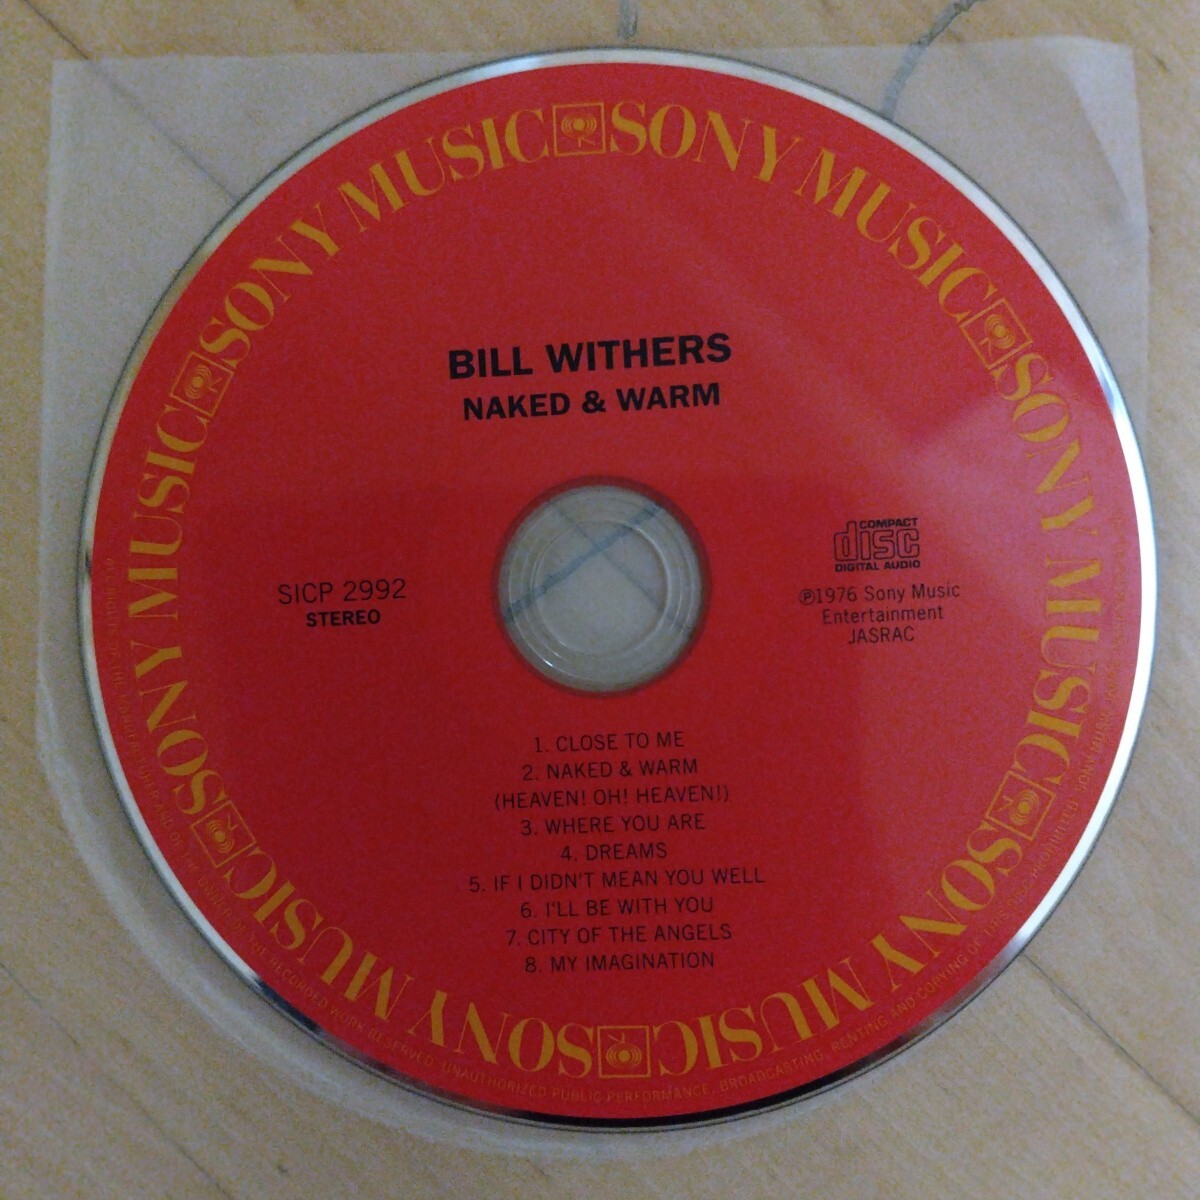 SONY MUSIC SONY MUSIC SONY MUSIC SONY MUSIC SONY MUSIC SONY MUSIC SONY MUSIC
BILL WITHERS
NAKED & WARM
COMPACT
disc
DIGITAL AUDIO
SICP 2992
STEREO
℗1976 Sony Music
Entertainment
JASRAC
1. CLOSE TO ME
2. NAKED & WARM
(HEAVEN! OH! HEAVEN!)
3. WHERE YOU ARE
4. DREAMS
5. IF I DIDN'T MEAN YOU WELL
6. I'LL BE WITH YOU
7. CITY OF THE ANGELS
8. MY IMAGINATION
RECORDED WORK RESERVED. UNAUTHORIZED PUBLIC PERFORMANCE, BROADCASTING, RENTING AND COPYING OF PROHIBITED. SONY MUSIC